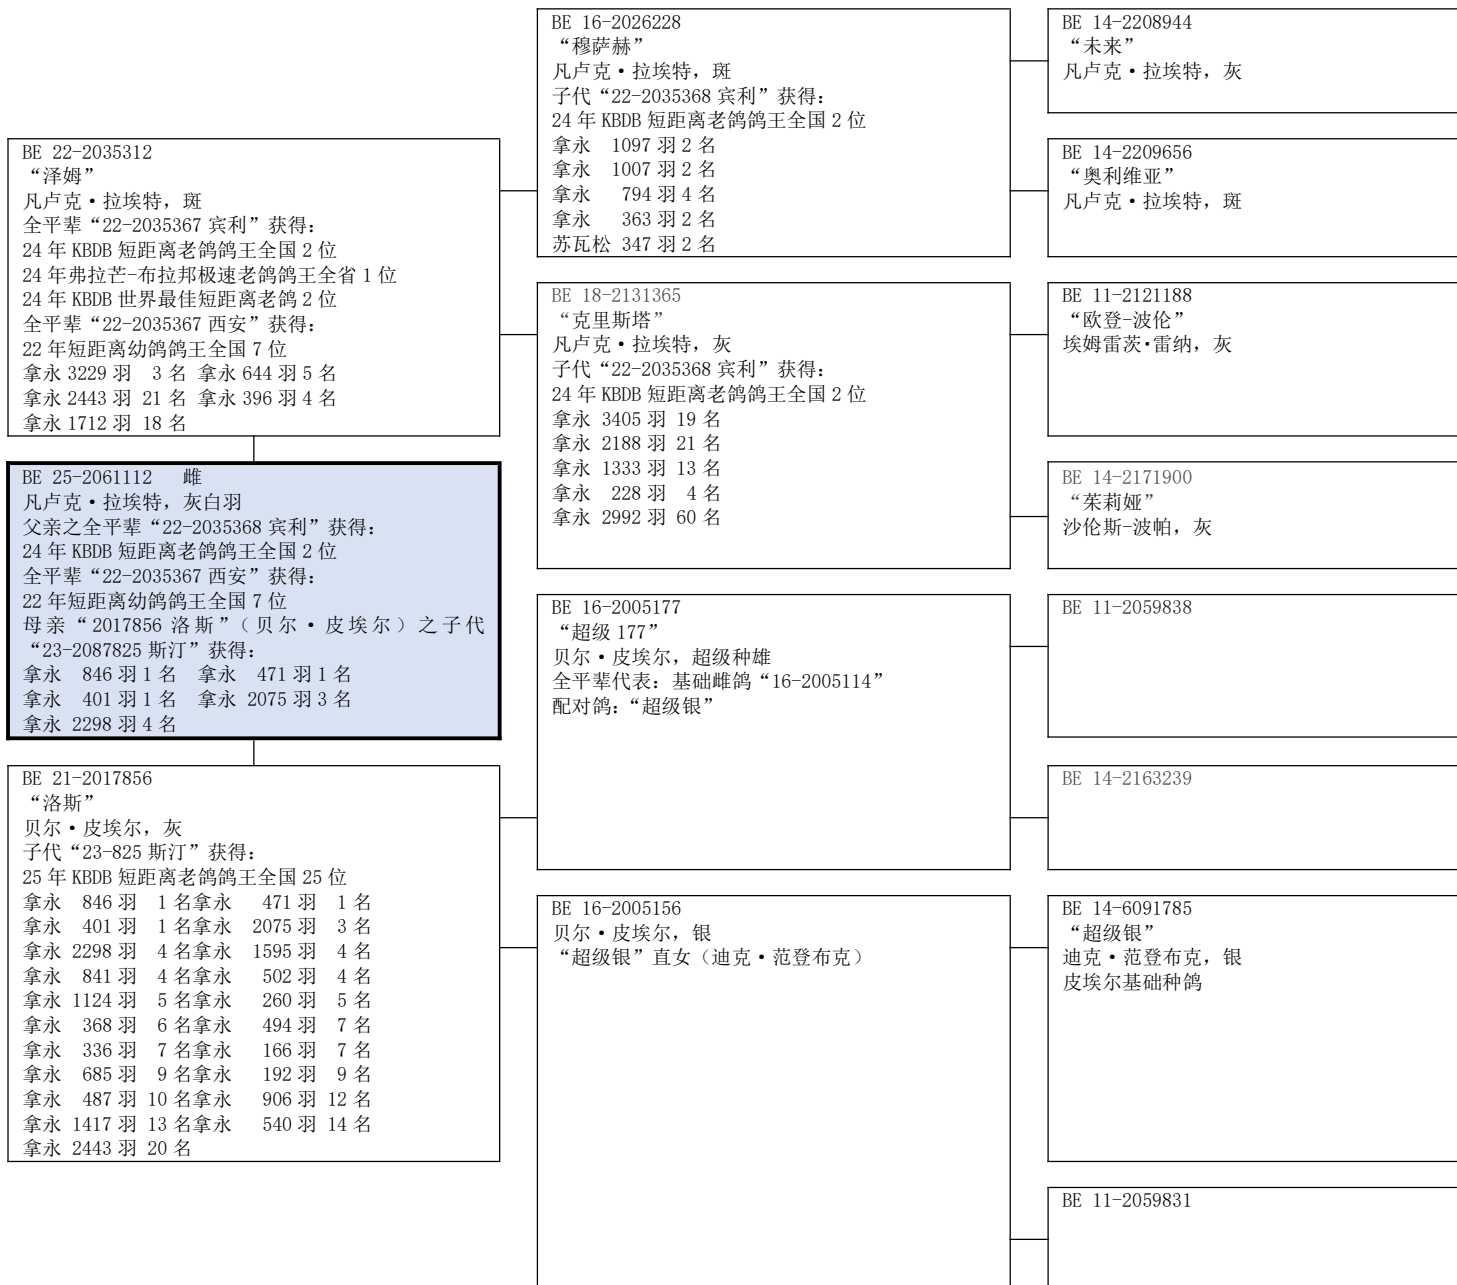 BE 22-2035312
“泽姆”
凡卢克·拉埃特，斑
全平辈“22-2035367 宾利”获得：
24 年 KBDB 短距离老鸽鸽王全国 2 位
24 年弗拉芒-布拉邦极速老鸽鸽王全省 1 位
24 年 KBDB 世界最佳短距离老鸽 2 位
全平辈“22-2035367 西安”获得：
22 年短距离幼鸽鸽王全国 7 位
拿永 3229 羽 3 名 拿永 644 羽 5 名
拿永 2443 羽 21 名 拿永 396 羽 4 名
拿永 1712 羽 18 名
BE 25-2061112 雌
凡卢克·拉埃特，灰白羽
父亲之全平辈“22-2035368 宾利”获得：
24 年 KBDB 短距离老鸽鸽王全国 2 位
全平辈“22-2035367 西安”获得：
22 年短距离幼鸽鸽王全国 7 位
母亲“2017856 洛斯”（贝尔·皮埃尔）之子代
“23-2087825 斯汀”获得：
拿永 846 羽 1 名 拿永 471 羽 1 名
拿永 401 羽 1 名 拿永 2075 羽 3 名
拿永 2298 羽 4 名
BE 21-2017856
“洛斯”
贝尔·皮埃尔，灰
子代“23-825 斯汀”获得：
25 年 KBDB 短距离老鸽鸽王全国 25 位
拿永 846 羽 1 名拿永 471 羽 1 名
拿永 401 羽 1 名拿永 2075 羽 3 名
拿永 2298 羽 4 名拿永 1595 羽 4 名
拿永 841 羽 4 名拿永 502 羽 4 名
拿永 1124 羽 5 名拿永 260 羽 5 名
拿永 368 羽 6 名拿永 494 羽 7 名
拿永 336 羽 7 名拿永 166 羽 7 名
拿永 685 羽 9 名拿永 192 羽 9 名
拿永 487 羽 10 名拿永 906 羽 12 名
拿永 1417 羽 13 名拿永 540 羽 14 名
拿永 2443 羽 20 名
BE 16-2026228
“穆萨赫”
凡卢克·拉埃特，斑
子代“22-2035368 宾利”获得：
24 年 KBDB 短距离老鸽鸽王全国 2 位
拿永 1097 羽 2 名
拿永 1007 羽 2 名
拿永 794 羽 4 名
拿永 363 羽 2 名
苏瓦松 347 羽 2 名
BE 18-2131365
“克里斯塔”
凡卢克·拉埃特，灰
子代“22-2035368 宾利”获得：
24 年 KBDB 短距离老鸽鸽王全国 2 位
拿永 3405 羽 19 名
拿永 2188 羽 21 名
拿永 1333 羽 13 名
拿永 228 羽 4 名
拿永 2992 羽 60 名
BE 16-2005177
“超级 177”
贝尔·皮埃尔，超级种雄
全平辈代表：基础雌鸽“16-2005114”
配对鸽：“超级银”
BE 16-2005156
贝尔·皮埃尔，银
“超级银”直女（迪克·范登布克）
BE 14-2208944
“未来”
凡卢克·拉埃特，灰
BE 14-2209656
“奥利维亚”
凡卢克·拉埃特，斑
BE 11-2121188
“欧登-波伦”
埃姆雷茨·雷纳，灰
BE 14-2171900
“茱莉娅”
沙伦斯-波帕，灰
BE 11-2059838
BE 14-2163239
BE 14-6091785
“超级银”
迪克·范登布克，银
皮埃尔基础种鸽
BE 11-2059831